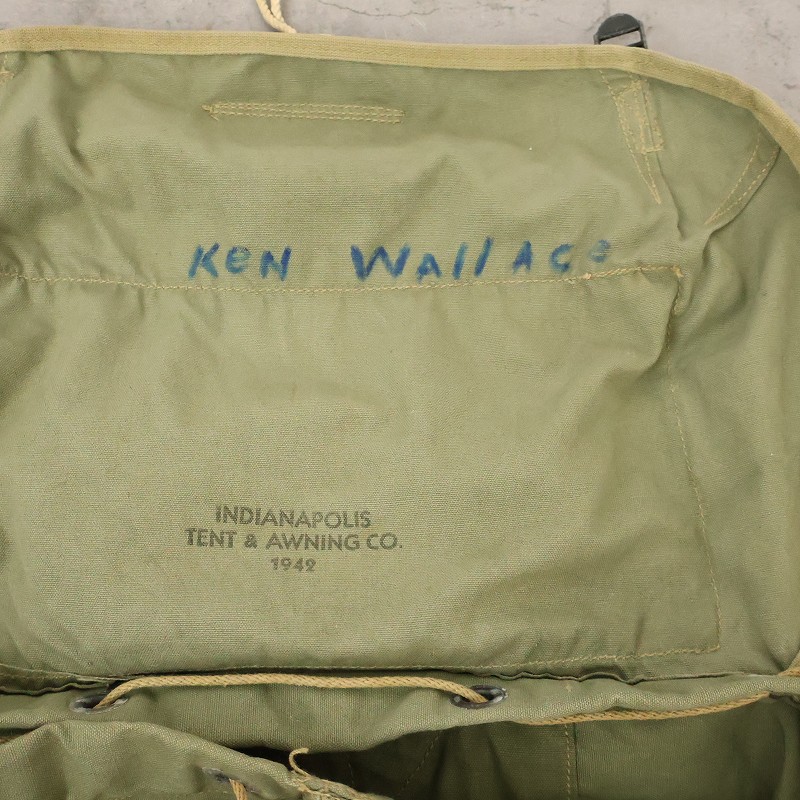 KeN WAllACe
INDIANAPOLIS
TENT & AWNING CO.
1942